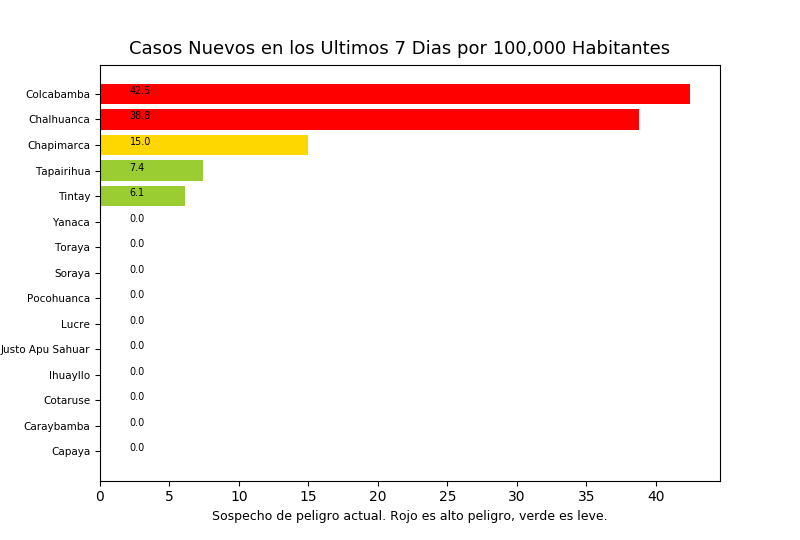 Casos Nuevos en los Ultimos 7 Dias por 100,000 Habitantes
Colcabamba 42.5
Chalhuanca 38.8
Chapimarca 15.0
Tapairihua 7.4
Tintay 6.1
Yanaca 0.0
Toraya 0.0
Soraya 0.0
Pocohuanca 0.0
Lucre 0.0
Justo Apu Sahuar 0.0
Ihuayllo 0.0
Cotaruse 0.0
Caraybamba 0.0
Capaya 0.0
0 5 10 15 20 25 30 35 40
Sospecho de peligro actual. Rojo es alto peligro, verde es leve.